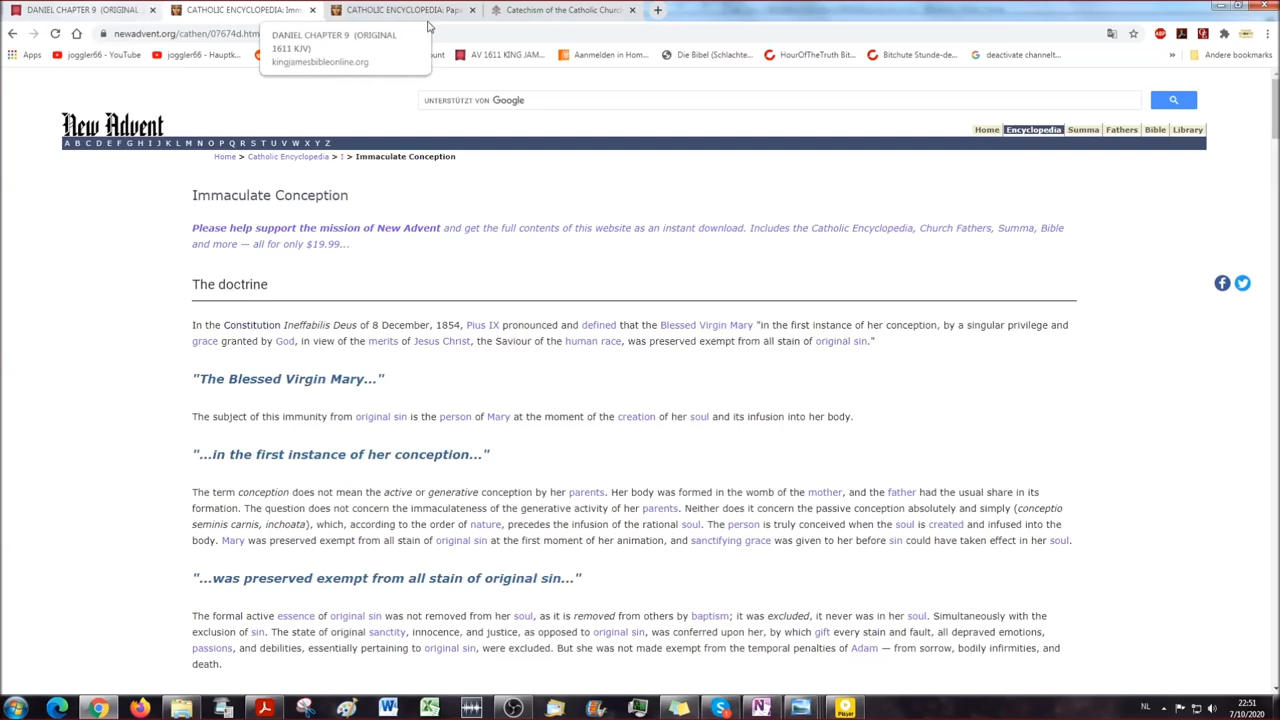 DANIEL CHAPTER 9 (ORIGINAL
CATHOLIC ENCYCLOPEDIA: Imm
CATHOLIC ENCYCLOPEDIA: Pap
Catechism of the Catholic Churc
newadvent.org/cathen/07674d.htm
DANIEL CHAPTER 9 (ORIGINAL
1611 KJV)
kingjamesbibleonline.org
Apps
joggler66 - Youtube
joggler66 - Hauptk...
ount
AV 1611 KING JAM...
Aanmelden in | Ho...
Die Bibel (Schlachte...
HourOfTheTruth Bit...
Bitchute Stunde-de...
deactivate channel...
Andere bookmarks
UNTERSTÜTZT VON Google
New Advent
Home Encyclopedia Summa Fathers Bible Library
A B C D E F G H I J K L M N O P Q R S T U V W X Y Z
Home > Catholic Encyclopedia > I > Immaculate Conception
Immaculate Conception
Please help support the mission of New Advent and get the full contents of this website as an instant download. Includes the Catholic Encyclopedia, Church Fathers, Summa, Bible
and more — all for only $19.99...
The doctrine
In the Constitution Ineffabilis Deus of 8 December, 1854, Pius IX pronounced and defined that the Blessed Virgin Mary "in the first instance of her conception, by a singular privilege and
grace granted by God, in view of the merits of Jesus Christ, the Saviour of the human race, was preserved exempt from all stain of original sin."
"The Blessed Virgin Mary..."
The subject of this immunity from original sin is the person of Mary at the moment of the creation of her soul and its infusion into her body.
"...in the first instance of her conception..."
The term conception does not mean the active or generative conception by her parents. Her body was formed in the womb of the mother, and the father had the usual share in its
formation. The question does not concern the immaculateness of the generative activity of her parents. Neither does it concern the passive conception absolutely and simply (conceptio
seminis carnis, inchoata), which, according to the order of nature, precedes the infusion of the rational soul. The person is truly conceived when the soul is created and infused into the
body. Mary was preserved exempt from all stain of original sin at the first moment of her animation, and sanctifying grace was given to her before sin could have taken effect in her soul.
"...was preserved exempt from all stain of original sin..."
The formal active essence of original sin was not removed from her soul, as it is removed from others by baptism; it was excluded, it never was in her soul. Simultaneously with the
exclusion of sin. The state of original sanctity, innocence, and justice, as opposed to original sin, was conferred upon her, by which gift every stain and fault, all depraved emotions,
passions, and debilities, essentially pertaining to original sin, were excluded. But she was not made exempt from the temporal penalties of Adam — from sorrow, bodily infirmities, and
death.
Player
NL
22:51
7/10/2020